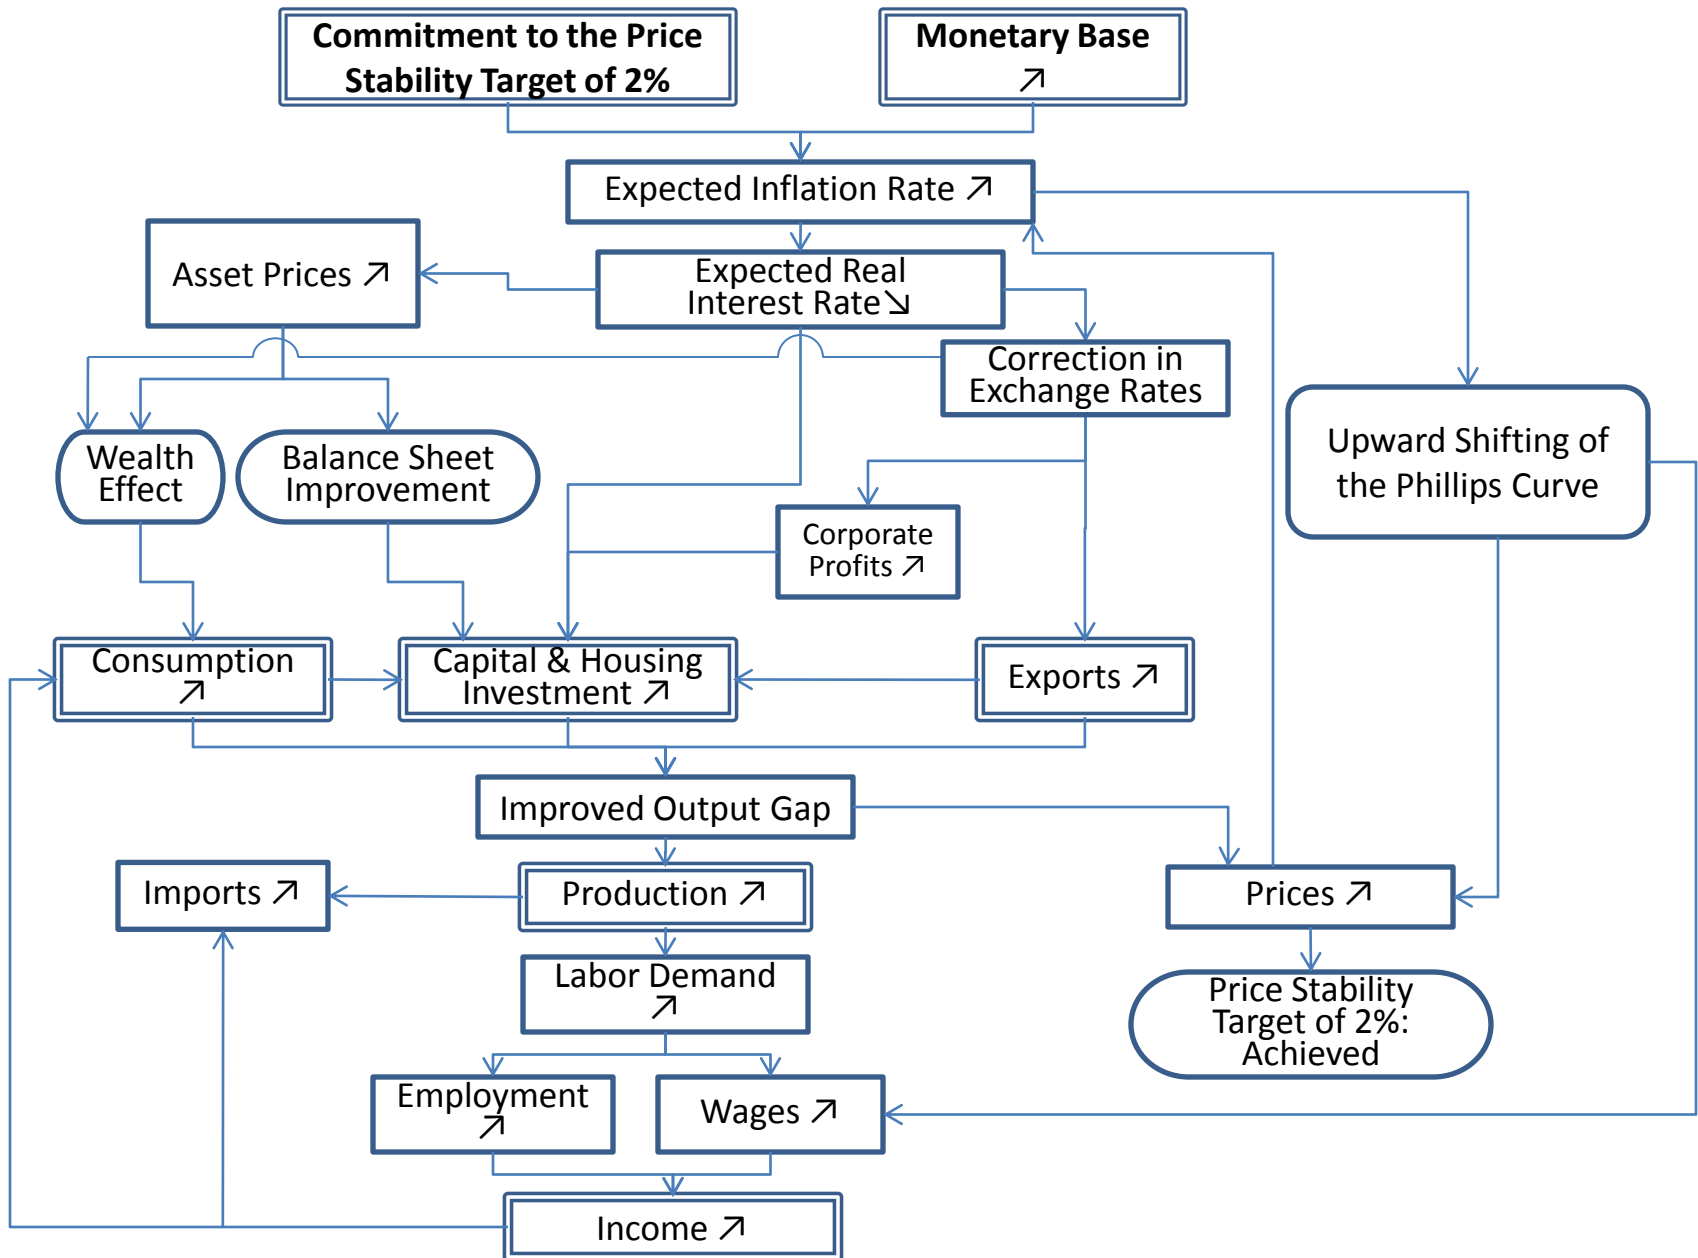 Commitment to the Price
Stability Target of 2%
Monetary Base
↗
Expected Inflation Rate ↗
Asset Prices ↗
Expected Real
Interest Rate↘
Correction in
Exchange Rates
Wealth
Effect
Balance Sheet
Improvement
Upward Shifting of
the Phillips Curve
Corporate
Profits ↗
Consumption
↗
Capital & Housing
Investment ↗
Exports ↗
Improved Output Gap
Imports ↗
Production ↗
Prices ↗
Labor Demand
↗
Price Stability
Target of 2%:
Achieved
Employment
↗
Wages ↗
Income ↗